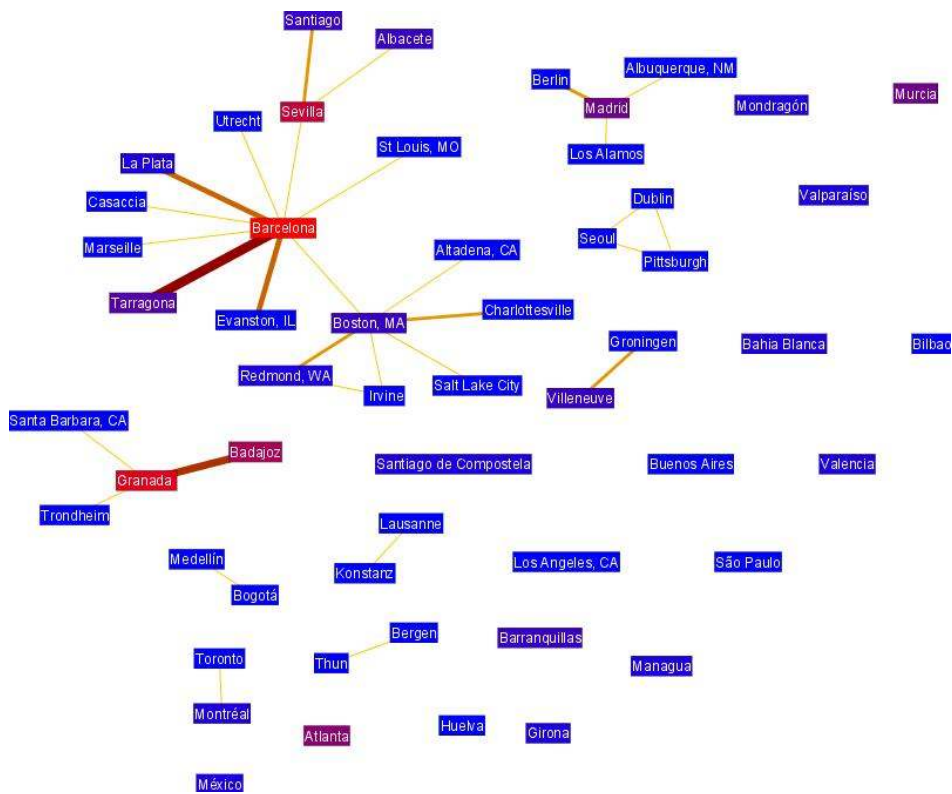 Santiago
Albacete
Berlin
Albuquerque, NM
Madrid
Mondragón
Murcia
Sevilla
Utrecht
St Louis, MO
Los Alamos
La Plata
Casaccia
Dublin
Valparaíso
Barcelona
Seoul
Marseille
Altadena, CA
Pittsburgh
Tarragona
Evanston, IL
Boston, MA
Charlottesville
Groningen
Bahía Blanca
Bilbao
Redmond, WA
Irvine
Salt Lake City
Villeneuve
Santa Barbara, CA
Badajoz
Granada
Santiago de Compostela
Buenos Aires
Valencia
Trondheim
Lausanne
Medellín
Konstanz
Los Angeles, CA
São Paulo
Bogotá
Bergen
Barranquillas
Toronto
Thun
Managua
Montréal
Atlanta
Huelva
Girona
México